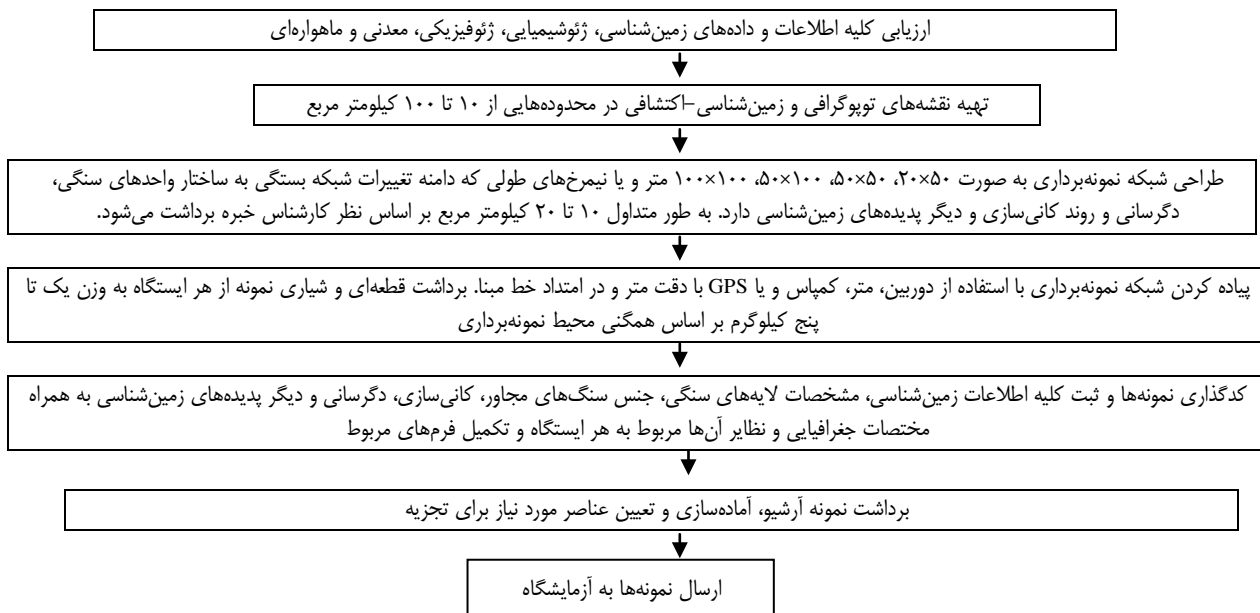 ارزیابی کلیه اطلاعات و داده‌های زمین‌شناسی، ژئوشیمیایی، ژئوفیزیکی، معدنی و ماهواره‌ای
تهیه نقشه‌های توپوگرافی و زمین‌شناسی–اکتشافی در محدوده‌هایی از ۱۰ تا ۱۰۰ کیلومتر مربع
طراحی شبکه نمونه‌برداری به صورت ۵۰×۲۰، ۵۰×۵۰، ۱۰۰×۵۰، ۱۰۰×۱۰۰ متر و یا نیمرخ‌های طولی که دامنه تغییرات شبکه بستگی به ساختار واحدهای سنگی،
دگرسانی و روند کانی‌سازی و دیگر پدیده‌های زمین‌شناسی دارد. به طور متداول ۱۰ تا ۲۰ کیلومتر مربع بر اساس نظر کارشناس خبره برداشت می‌شود.
پیاده کردن شبکه نمونه‌برداری با استفاده از دوربین، متر، کمپاس و یا GPS با دقت متر و در امتداد خط مبنا. برداشت قطعه‌ای و شیاری نمونه از هر ایستگاه به وزن یک تا
پنج کیلوگرم بر اساس همگنی محیط نمونه‌برداری
کدگذاری نمونه‌ها و ثبت کلیه اطلاعات زمین‌شناسی، مشخصات لایه‌های سنگی، جنس سنگ‌های مجاور، کانی‌سازی، دگرسانی و دیگر پدیده‌های زمین‌شناسی به همراه
مختصات جغرافیایی و نظایر آن‌ها مربوط به هر ایستگاه و تکمیل فرم‌های مربوط
برداشت نمونه آرشیو، آماده‌سازی و تعیین عناصر مورد نیاز برای تجزیه
ارسال نمونه‌ها به آزمایشگاه